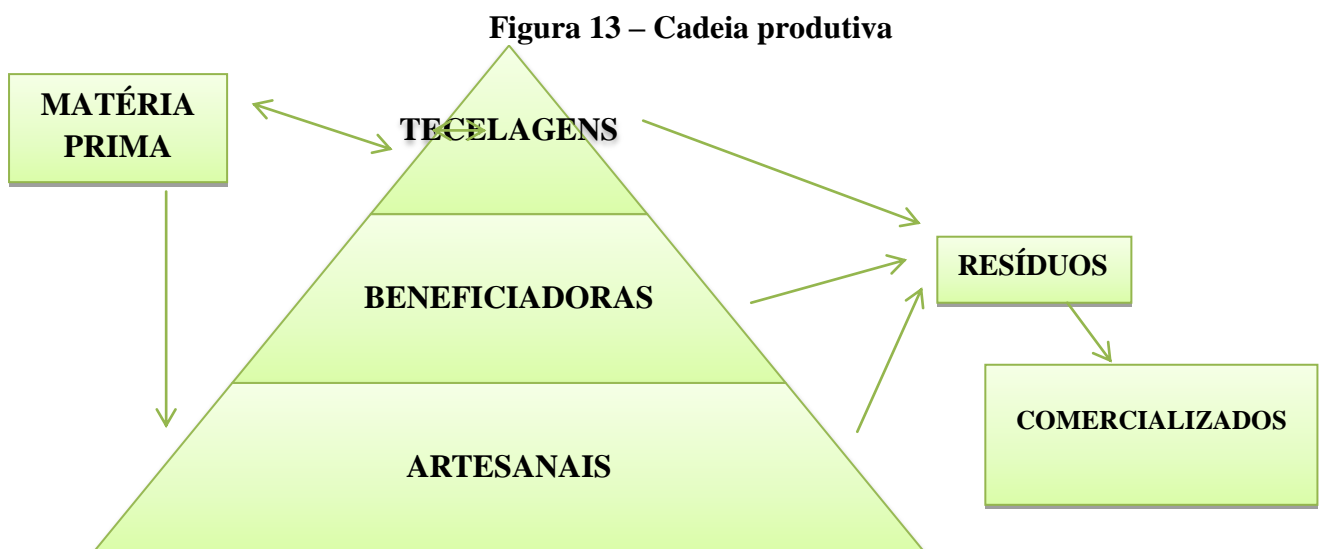 Figura 13 – Cadeia produtiva
MATÉRIA
PRIMA
TECELAGENS
BENEFICIADORAS
ARTESANAIS
RESÍDUOS
COMERCIALIZADOS